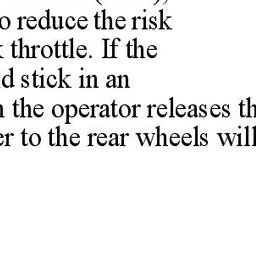 o reduce the risk
throttle. If the
d stick in an
the operator releases th
er to the rear wheels will